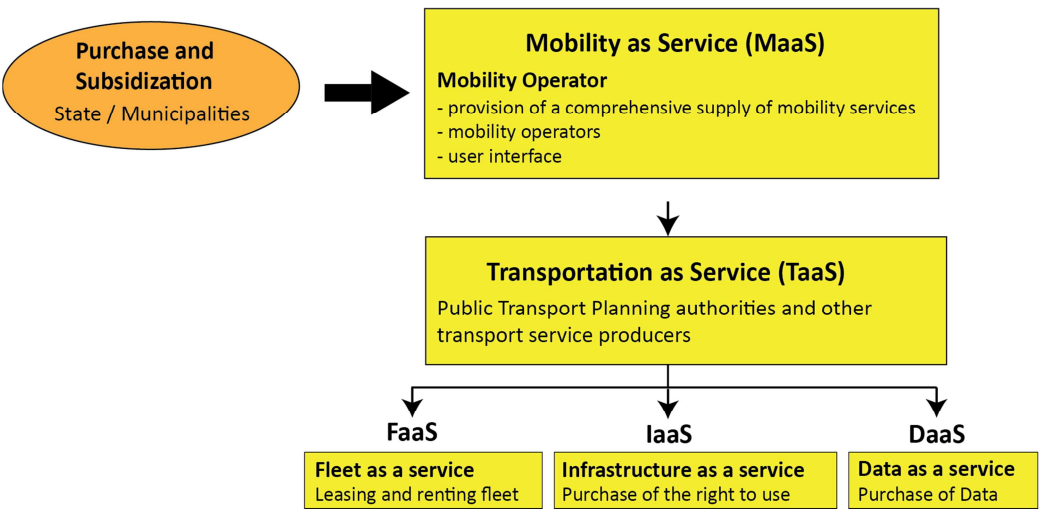 Purchase and
Subsidization
State / Municipalities
Mobility as Service (MaaS)
Mobility Operator
- provision of a comprehensive supply of mobility services
- mobility operators
- user interface
Transportation as Service (TaaS)
Public Transport Planning authorities and other
transport service producers
FaaS
IaaS
DaaS
Fleet as a service
Leasing and renting fleet
Infrastructure as a service
Purchase of the right to use
Data as a service
Purchase of Data